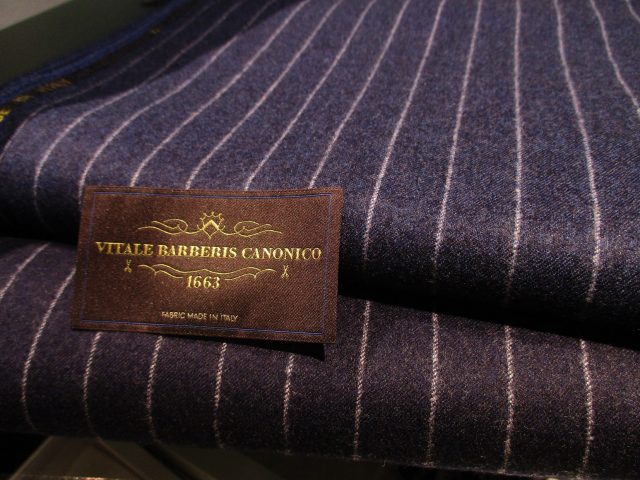 VITALE BARBERIS CANONICO
1663
FABRIC MADE IN ITALY